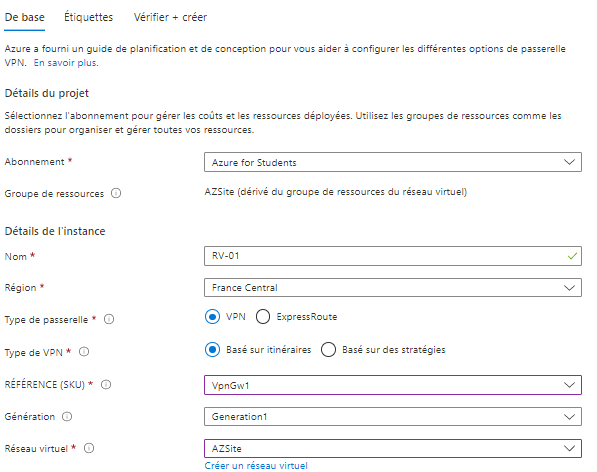 De base Étiquettes Vérifier + créer
Azure a fourni un guide de planification et de conception pour vous aider à configurer les différentes options de passerelle
VPN. En savoir plus.
Détails du projet
Sélectionnez l'abonnement pour gérer les coûts et les ressources déployées. Utilisez les groupes de ressources comme les
dossiers pour organiser et gérer toutes vos ressources.
Abonnement * Azure for Students
Groupe de ressources AZSite (dérivé du groupe de ressources du réseau virtuel)
Détails de l'instance
Nom * RV-01
Région * France Central
Type de passerelle * VPN ExpressRoute
Type de VPN * Basé sur itinéraires Basé sur des stratégies
RÉFÉRENCE (SKU) * VpnGw1
Génération Generation1
Réseau virtuel * AZSite
Créer un réseau virtuel